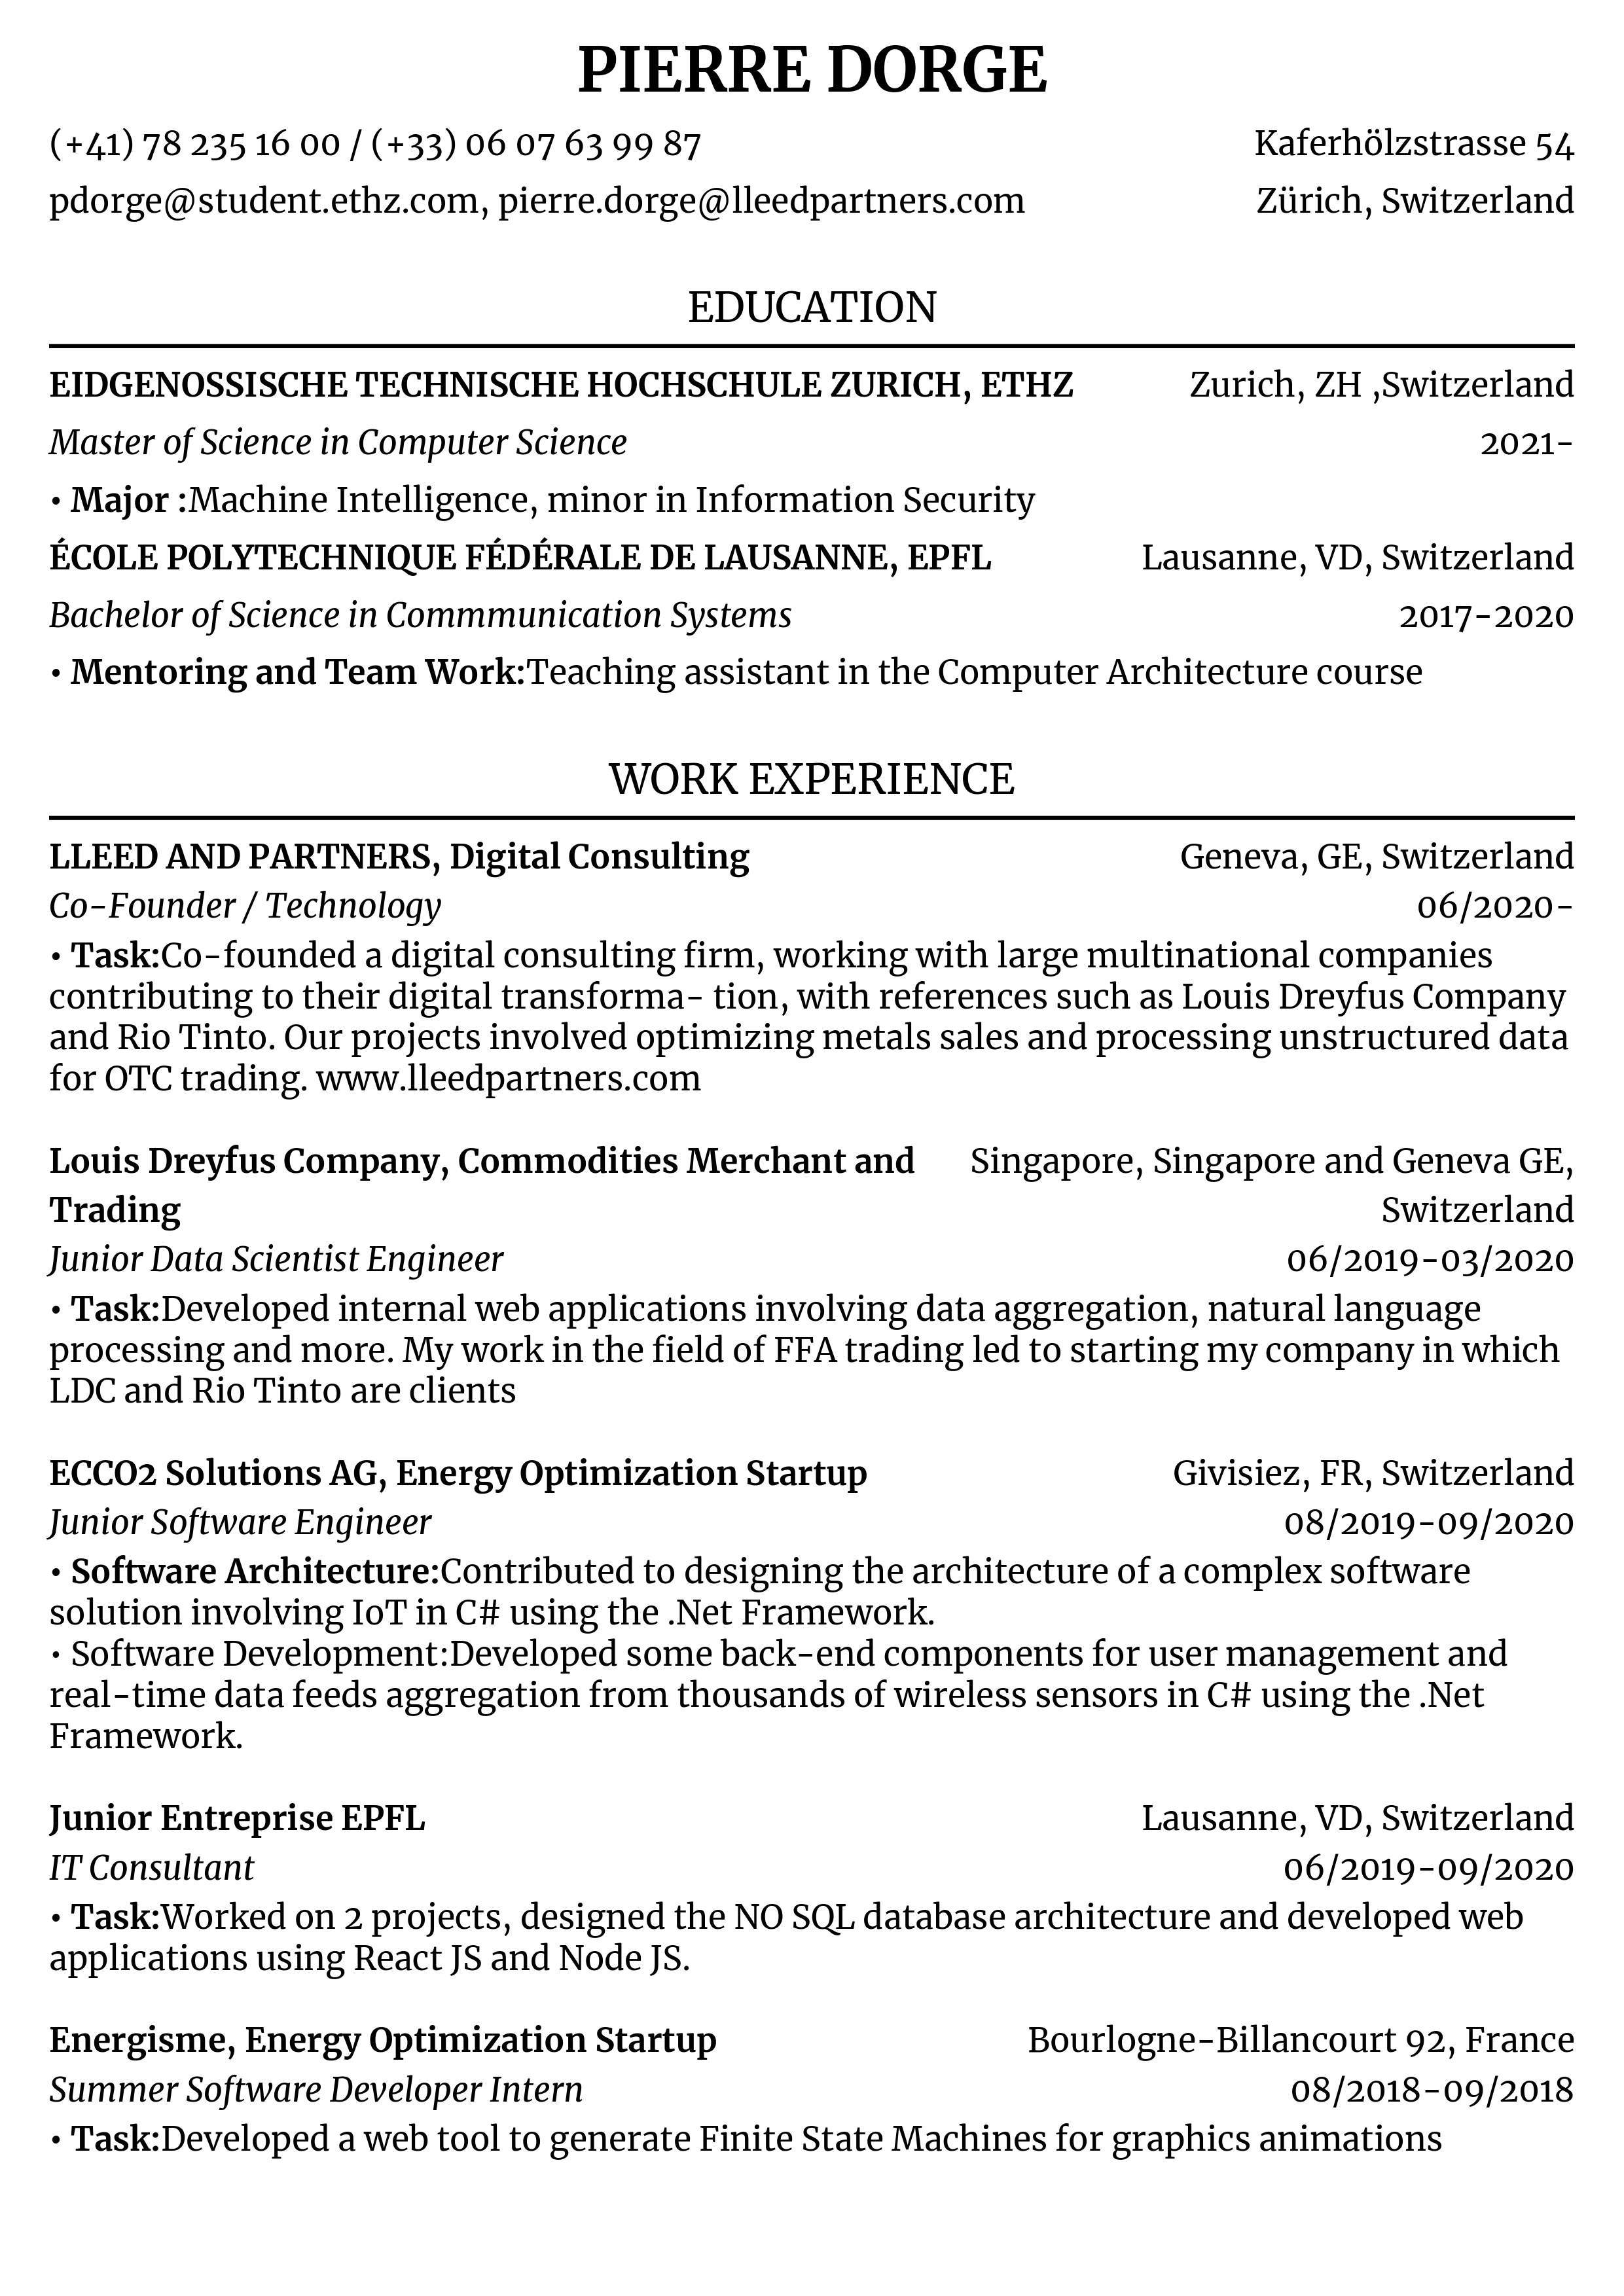 PIERRE DORGE
(+41) 78 235 16 00 / (+33) 06 07 63 99 87 Kaferhölzstrasse 54
pdorge@student.ethz.com, pierre.dorge@lleedpartners.com Zürich, Switzerland
EDUCATION
EIDGENOSSISCHE TECHNISCHE HOCHSCHULE ZURICH, ETHZ Zurich, ZH ,Switzerland
Master of Science in Computer Science 2021-
• Major :Machine Intelligence, minor in Information Security
ÉCOLE POLYTECHNIQUE FÉDÉRALE DE LAUSANNE, EPFL Lausanne, VD, Switzerland
Bachelor of Science in Commmunication Systems 2017-2020
• Mentoring and Team Work:Teaching assistant in the Computer Architecture course
WORK EXPERIENCE
LLEED AND PARTNERS, Digital Consulting Geneva, GE, Switzerland
Co-Founder / Technology 06/2020-
• Task:Co-founded a digital consulting firm, working with large multinational companies
contributing to their digital transforma- tion, with references such as Louis Dreyfus Company
and Rio Tinto. Our projects involved optimizing metals sales and processing unstructured data
for OTC trading. www.lleedpartners.com
Louis Dreyfus Company, Commodities Merchant and Singapore, Singapore and Geneva GE,
Trading Switzerland
Junior Data Scientist Engineer 06/2019-03/2020
• Task:Developed internal web applications involving data aggregation, natural language
processing and more. My work in the field of FFA trading led to starting my company in which
LDC and Rio Tinto are clients
ECCO2 Solutions AG, Energy Optimization Startup Givisiez, FR, Switzerland
Junior Software Engineer 08/2019-09/2020
• Software Architecture:Contributed to designing the architecture of a complex software
solution involving IoT in C# using the .Net Framework.
• Software Development:Developed some back-end components for user management and
real-time data feeds aggregation from thousands of wireless sensors in C# using the .Net
Framework.
Junior Entreprise EPFL Lausanne, VD, Switzerland
IT Consultant 06/2019-09/2020
• Task:Worked on 2 projects, designed the NO SQL database architecture and developed web
applications using React JS and Node JS.
Energisme, Energy Optimization Startup Bourlogne-Billancourt 92, France
Summer Software Developer Intern 08/2018-09/2018
• Task:Developed a web tool to generate Finite State Machines for graphics animations